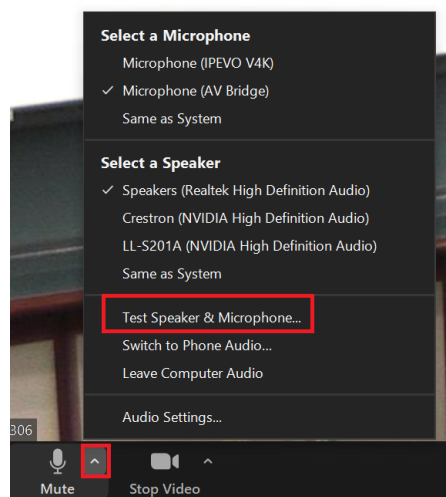 Select a Microphone
Microphone (IPEVO V4K)
Microphone (AV Bridge)
Same as System
Select a Speaker
Speakers (Realtek High Definition Audio)
Crestron (NVIDIA High Definition Audio)
LL-S201A (NVIDIA High Definition Audio)
Same as System
Test Speaker & Microphone...
Switch to Phone Audio...
Leave Computer Audio
Audio Settings...
306
Mute Stop Video